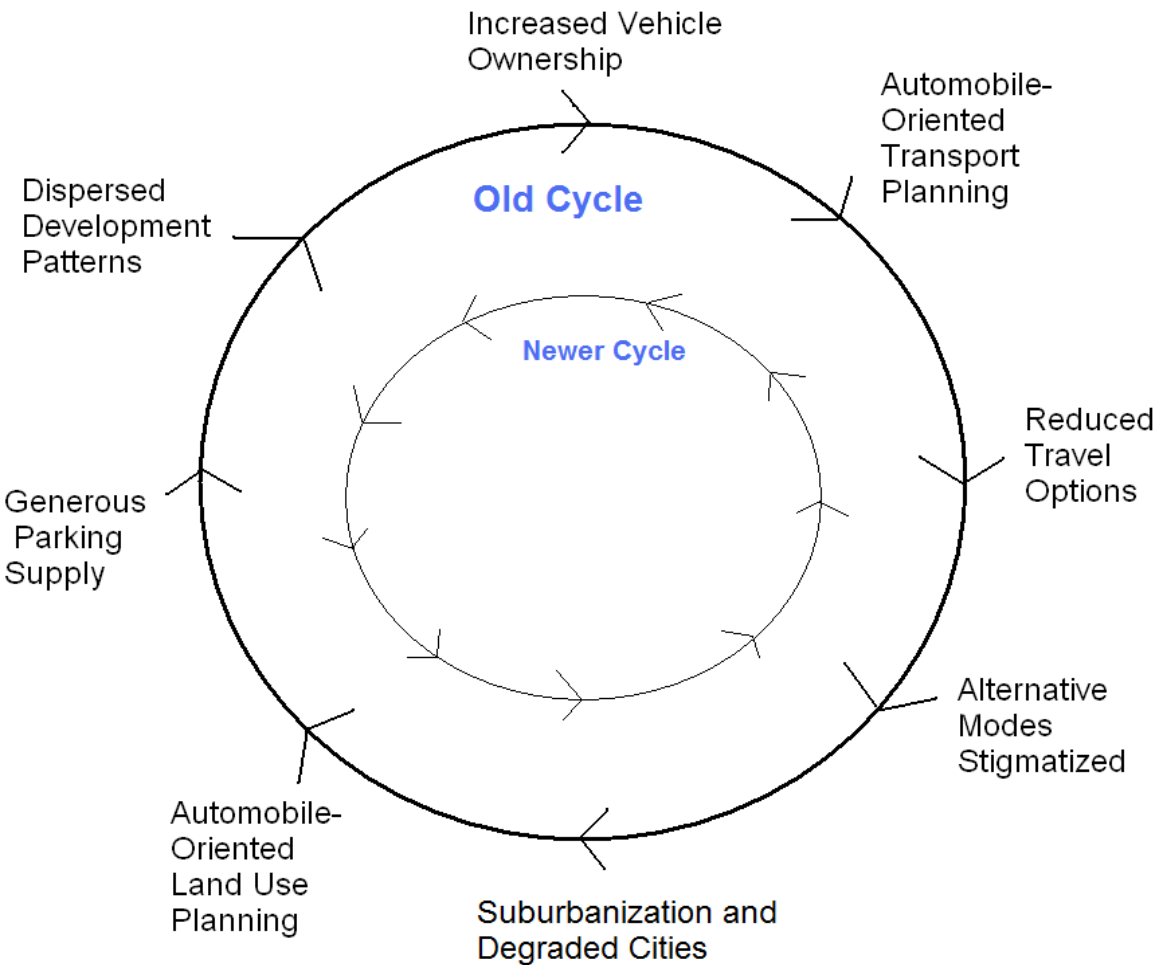 Increased Vehicle
Ownership
Automobile-
Oriented
Transport
Planning
Old Cycle
Dispersed
Development
Patterns
Newer Cycle
Reduced
Travel
Options
Generous
Parking
Supply
Alternative
Modes
Stigmatized
Automobile-
Oriented
Land Use
Planning
Suburbanization and
Degraded Cities